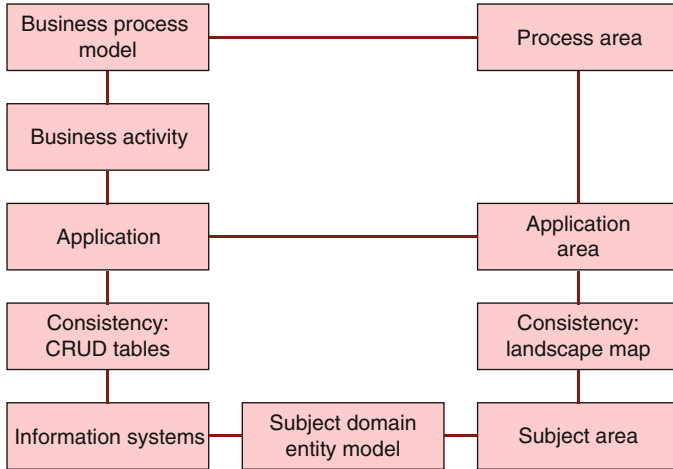 Business process
model
Process area
Business activity
Application
Application
area
Consistency:
CRUD tables
Consistency:
landscape map
Information systems
Subject domain
entity model
Subject area